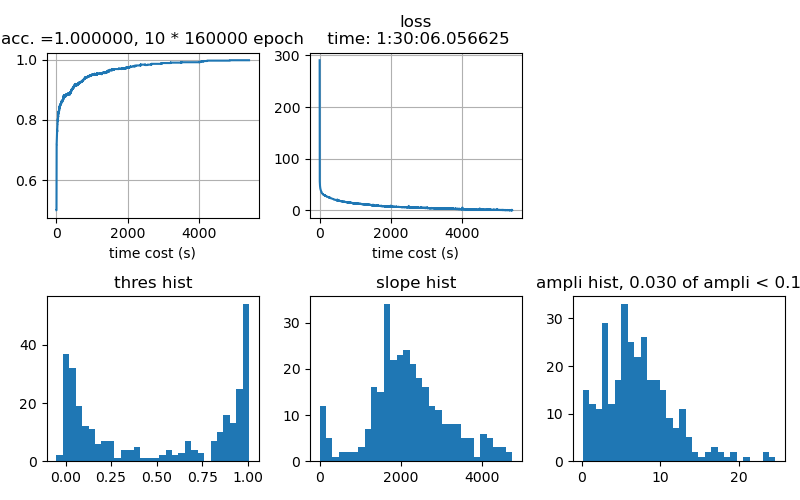 acc. =1.000000, 10 * 160000 epoch
1.0
0.8
0.6
0 2000 4000
time cost (s)
loss
time: 1:30:06.056625
300
200
100
0
0 2000 4000
time cost (s)
thres hist
40
20
0
0.00 0.25 0.50 0.75 1.00
slope hist
30
20
10
0
0 2000 4000
ampli hist, 0.030 of ampli < 0.1
30
20
10
0
0 10 20